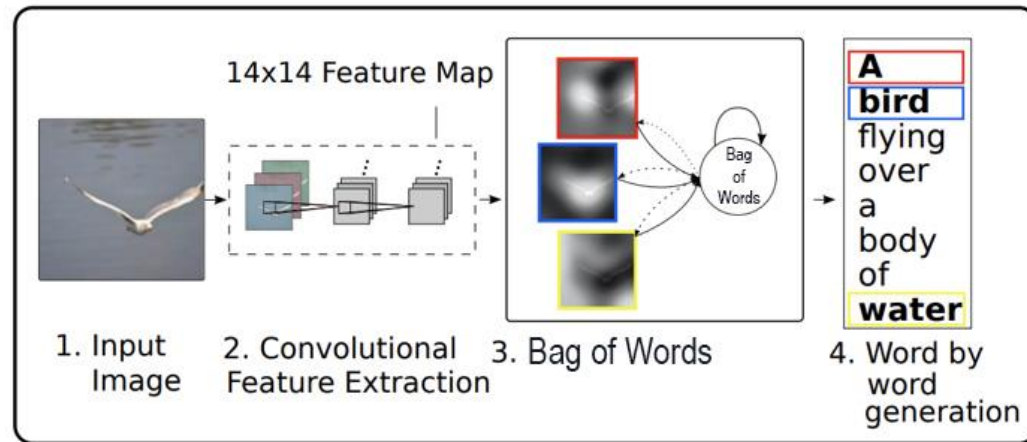 14x14 Feature Map
Bag
of
Words
A
bird
flying
over
a
body
of
water
1. Input
Image
2. Convolutional
Feature Extraction
3. Bag of Words
4. Word by
word
generation